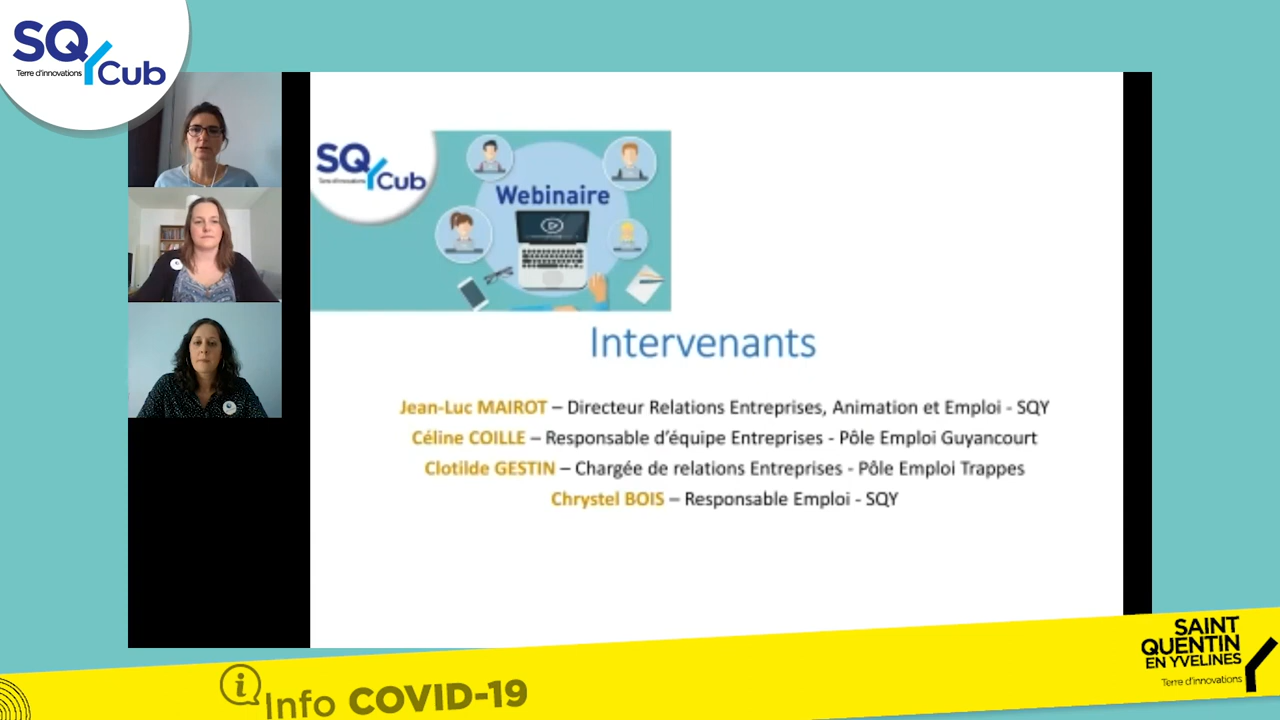 SQY Cub
Terre d'innovations
SQY Cub
Terre d'innovations
Webinaire
Intervenants
Jean-Luc MAIROT – Directeur Relations Entreprises, Animation et Emploi - SQY
Céline COILLE – Responsable d'équipe Entreprises - Pôle Emploi Guyancourt
Clotilde GESTIN – Chargée de relations Entreprises - Pôle Emploi Trappes
Chrystel BOIS – Responsable Emploi - SQY
i Info COVID-19
SAINT
QUENTIN
EN YVELINES
Terre d'innovations